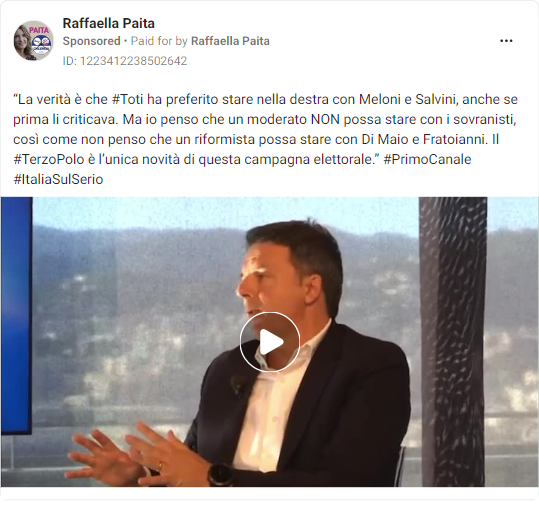 Raffaella Paita
Sponsored • Paid for by Raffaella Paita
ID: 1223412238502642
“La verità è che #Toti ha preferito stare nella destra con Meloni e Salvini, anche se
prima li criticava. Ma io penso che un moderato NON possa stare con i sovranisti,
così come non penso che un riformista possa stare con Di Maio e Fratoianni. Il
#TerzoPolo è l’unica novità di questa campagna elettorale.” #PrimoCanale
#ItaliaSulSerio
PAITA